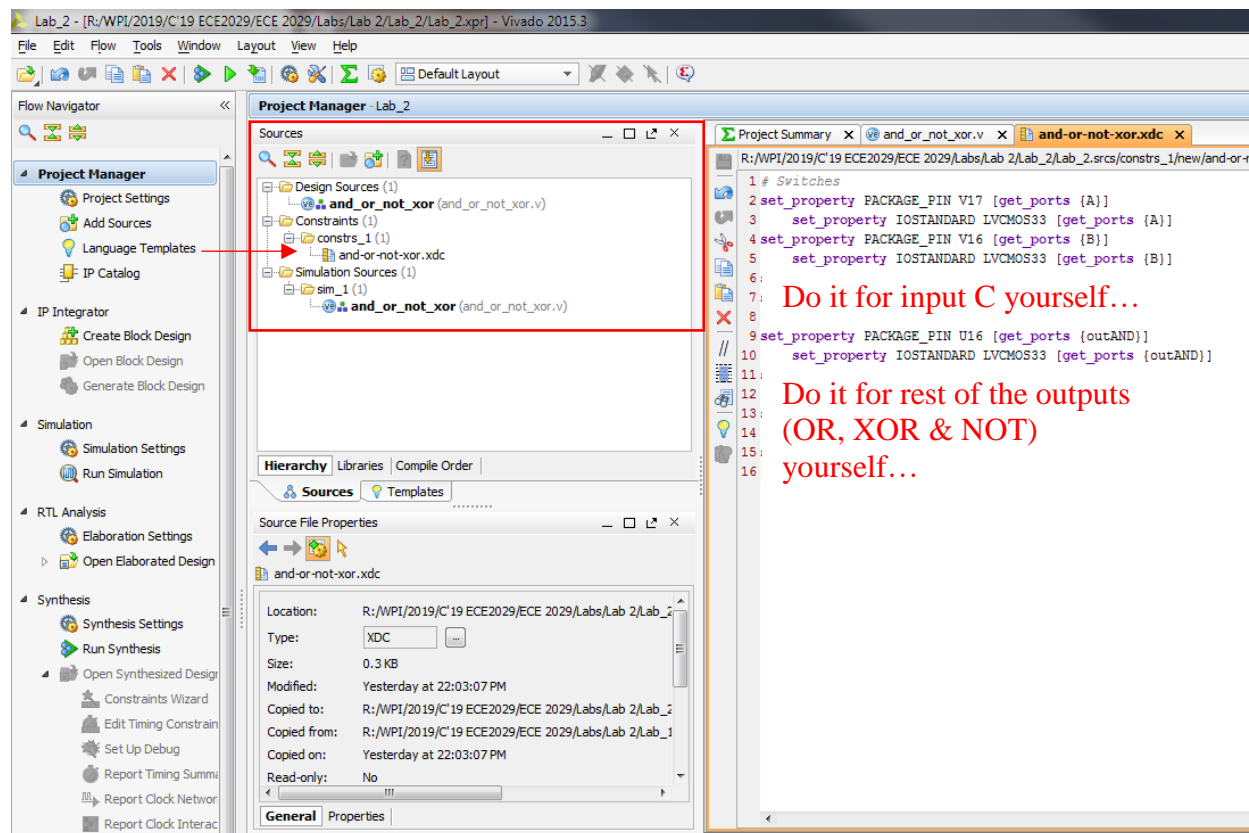 Lab_2 - [R:/WPI/2019/C'19 ECE2029/ECE 2029/Labs/Lab 2/Lab_2/Lab_2.xpr] - Vivado 2015.3
File Edit Flow Tools Window Layout View Help
Default Layout
Flow Navigator
Project Manager
Project Settings
Add Sources
Language Templates
IP Catalog
IP Integrator
Create Block Design
Open Block Design
Generate Block Design
Simulation
Simulation Settings
Run Simulation
RTL Analysis
Elaboration Settings
Open Elaborated Design
Synthesis
Synthesis Settings
Run Synthesis
Open Synthesized Desigr
Constraints Wizard
Edit Timing Constrain
Set Up Debug
Report Timing Summa
Report Clock Networ
Report Clock Interac
Project Manager - Lab_2
Sources
Design Sources (1)
and_or_not_xor (and_or_not_xor.v)
Constraints (1)
constrs_1 (1)
and-or-not-xor.xdc
Simulation Sources (1)
sim_1 (1)
and_or_not_xor (and_or_not_xor.v)
Hierarchy Libraries Compile Order
Sources Templates
Source File Properties
and-or-not-xor.xdc
Location: R:/WPI/2019/C'19 ECE2029/ECE 2029/Labs/Lab 2/Lab_2
Type: XDC ...
Size: 0.3 KB
Modified: Yesterday at 22:03:07 PM
Copied to: R:/WPI/2019/C'19 ECE2029/ECE 2029/Labs/Lab 2/Lab_2
Copied from: R:/WPI/2019/C'19 ECE2029/ECE 2029/Labs/Lab 2/Lab_1
Copied on: Yesterday at 22:03:07 PM
Read-only: No
General Properties
Project Summary and_or_not_xor.v and-or-not-xor.xdc
R:/WPI/2019/C'19 ECE2029/ECE 2029/Labs/Lab 2/Lab_2/Lab_2.srcs/constrs_1/new/and-or-r
1 # Switches
2 set_property PACKAGE_PIN V17 [get_ports {A}]
3 set_property IOSTANDARD LVCMOS33 [get_ports {A}]
4 set_property PACKAGE_PIN V16 [get_ports {B}]
5 set_property IOSTANDARD LVCMOS33 [get_ports {B}]
6
7 Do it for input C yourself…
8
9 set_property PACKAGE_PIN U16 [get_ports {outAND}]
10 set_property IOSTANDARD LVCMOS33 [get_ports {outAND}]
11
12 Do it for rest of the outputs
13
14 (OR, XOR & NOT)
15
16 yourself…